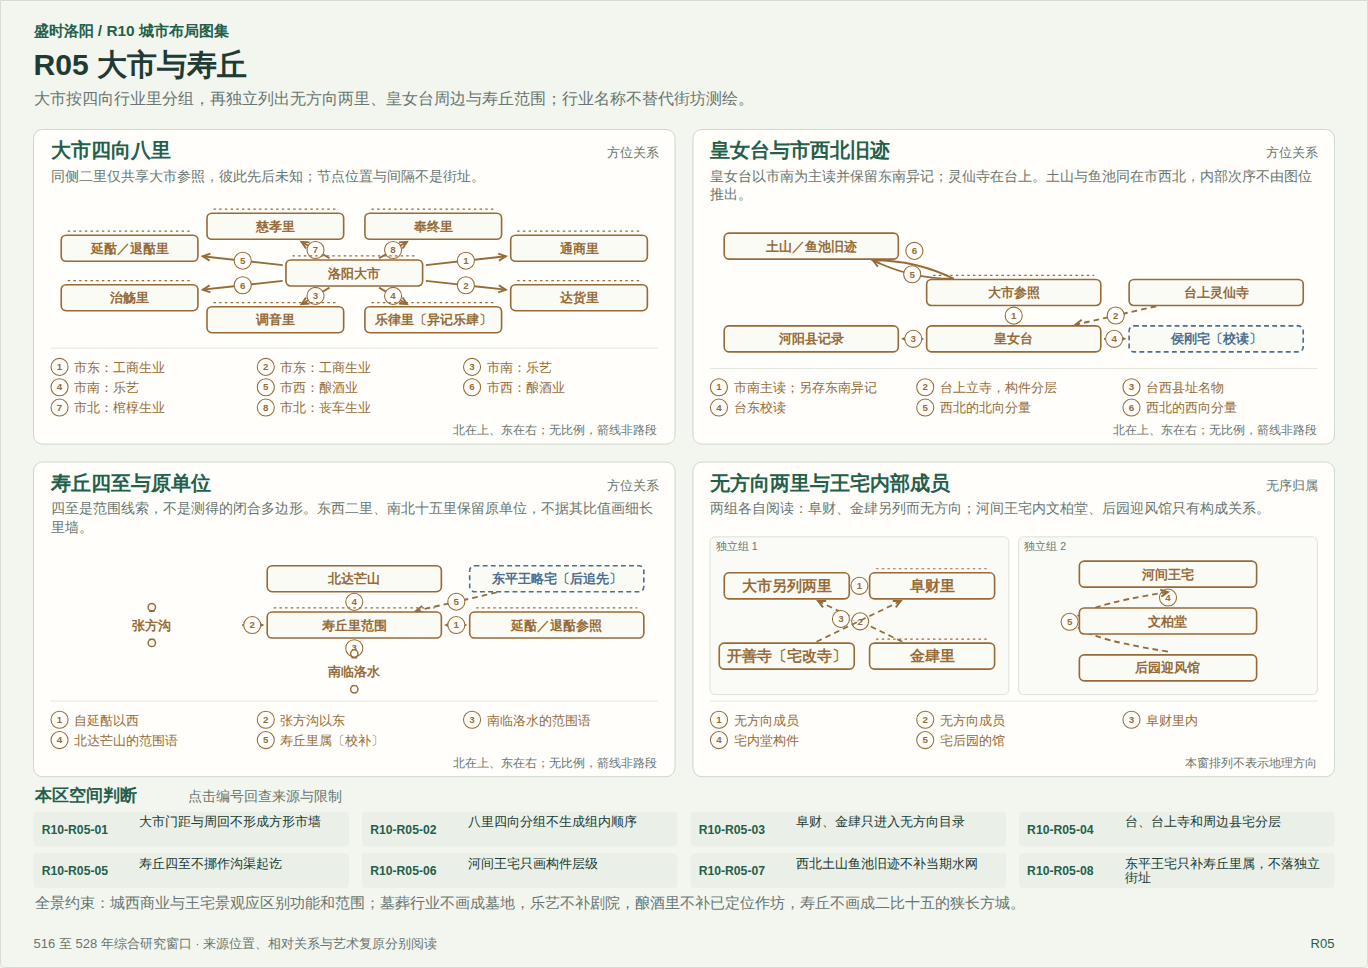 盛时洛阳 / R10 城市布局图集
R05 大市与寿丘
大市按四向行业里分组，再独立列出无方向两里、皇女台周边与寿丘范围；行业名称不替代街坊测绘。
大市四向八里
方位关系
同侧二里仅共享大市参照，彼此先后未知；节点位置与间隔不是街址。
慈孝里
奉终里
延酤／退酤里
通商里
7
8
5
1
洛阳大市
治觞里
6
2
达货里
3
4
调音里
乐律里〔异记乐肆〕
1 市东：工商生业
2 市东：工商生业
3 市南：乐艺
4 市南：乐艺
5 市西：酿酒业
6 市西：酿酒业
7 市北：棺椁生业
8 市北：丧车生业
北在上、东在右；无比例，箭线非路段
皇女台与市西北旧迹
方位关系
皇女台以市南为主读并保留东南异记；灵仙寺在台上。土山与鱼池同在市西北，内部次序不由图位
推出。
土山／鱼池旧迹
6
5
大市参照
台上灵仙寺
1
2
河阳县记录
3
皇女台
4
侯刚宅〔校读〕
1 市南主读；另存东南异记
2 台上立寺，构件分层
3 台西县址名物
4 台东校读
5 西北的北向分量
6 西北的西向分量
北在上、东在右；无比例，箭线非路段
寿丘四至与原单位
方位关系
四至是范围线索，不是测得的闭合多边形。东西二里、南北十五里保留原单位，不据其比值画细长
里墙。
北达芒山
东平王略宅〔后追先〕
4
5
张方沟
2
寿丘里范围
1
延酤／退酤参照
3
南临洛水
1 自延酤以西
2 张方沟以东
3 南临洛水的范围语
4 北达芒山的范围语
5 寿丘里属〔校补〕
北在上、东在右；无比例，箭线非路段
无方向两里与王宅内部成员
无序归属
两组各自阅读：阜财、金肆另列而无方向；河间王宅内文柏堂、后园迎风馆只有构成关系。
独立组 1
大市另列两里
1
阜财里
3
2
开善寺〔宅改寺〕
金肆里
独立组 2
河间王宅
4
5
文柏堂
后园迎风馆
1 无方向成员
2 无方向成员
3 阜财里内
4 宅内堂构件
5 宅后园的馆
本窗排列不表示地理方向
本区空间判断
点击编号回查来源与限制
R10-R05-01 大市门距与周回不形成方形市墙
R10-R05-02 八里四向分组不生成组内顺序
R10-R05-03 阜财、金肆只进入无方向目录
R10-R05-04 台、台上寺和周边县宅分层
R10-R05-05 寿丘四至不挪作沟渠起讫
R10-R05-06 河间王宅只画构件层级
R10-R05-07 西北土山鱼池旧迹不补当期水网
R10-R05-08 东平王宅只补寿丘里属，不落独立
街址
全景约束：城西商业与王宅景观应区别功能和范围；墓葬行业不画成墓地，乐艺不补剧院，酿酒里不补已定位作坊，寿丘不画成二比十五的狭长方城。
516 至 528 年综合研究窗口 · 来源位置、相对关系与艺术复原分别阅读
R05